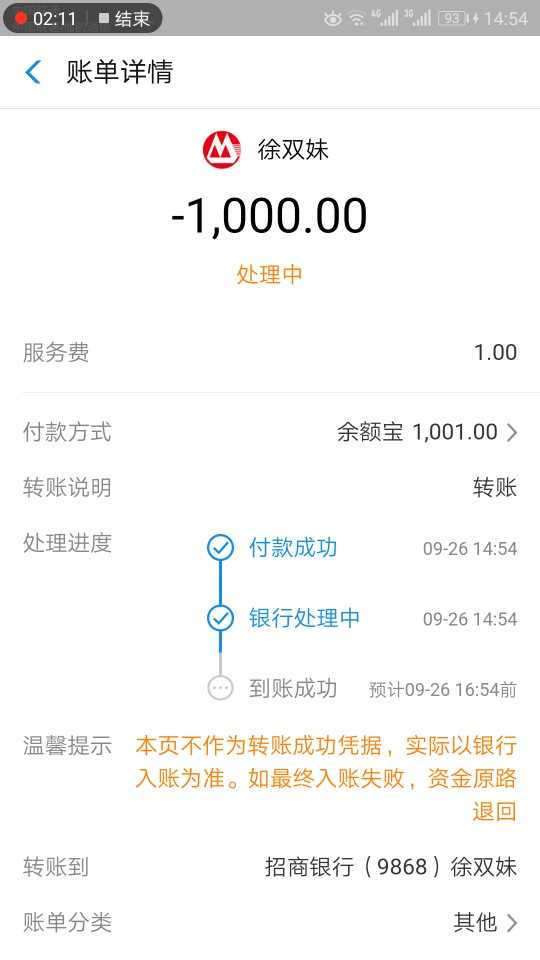 02:11 结束 4G 3G 93 14:54
账单详情
徐双妹
-1,000.00
处理中
服务费 1.00
付款方式 余额宝 1,001.00
转账说明 转账
处理进度 付款成功 09-26 14:54
银行处理中 09-26 14:54
到账成功 预计09-26 16:54前
温馨提示 本页不作为转账成功凭据，实际以银行
入账为准。如最终入账失败，资金原路
退回
转账到 招商银行（9868）徐双妹
账单分类 其他